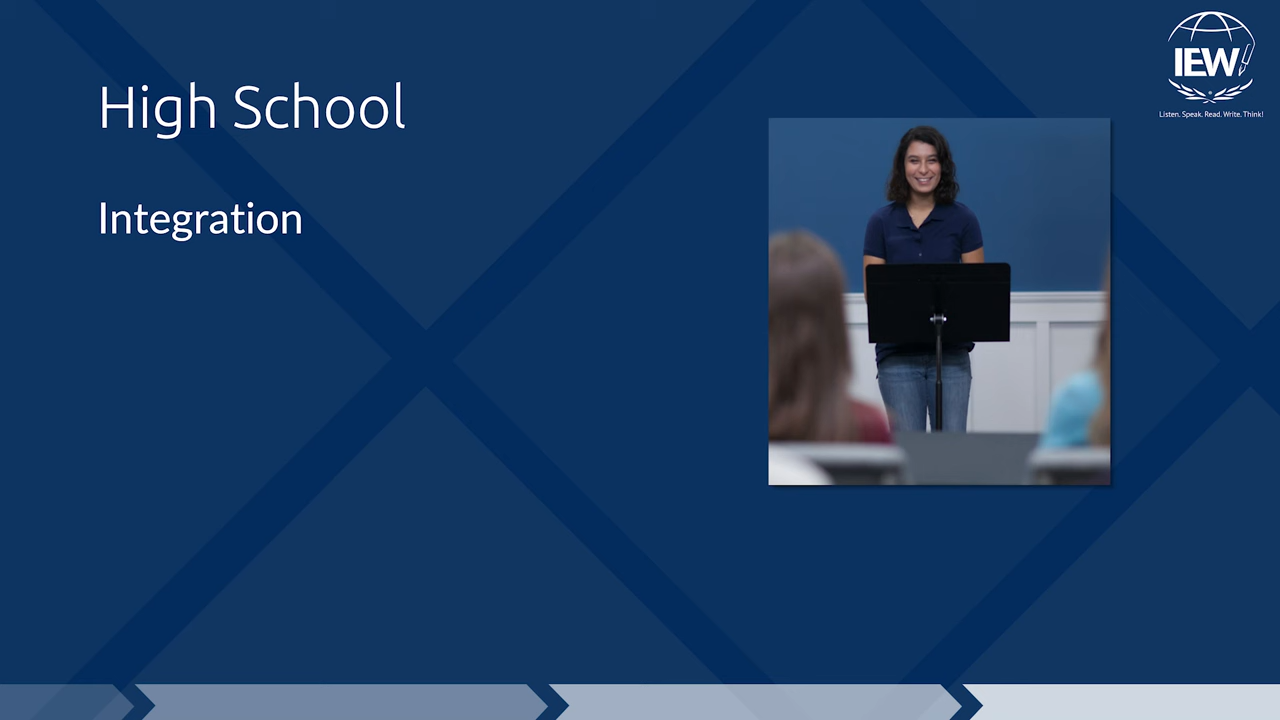 High School
Integration
IEW
Listen. Speak. Read. Write. Think!